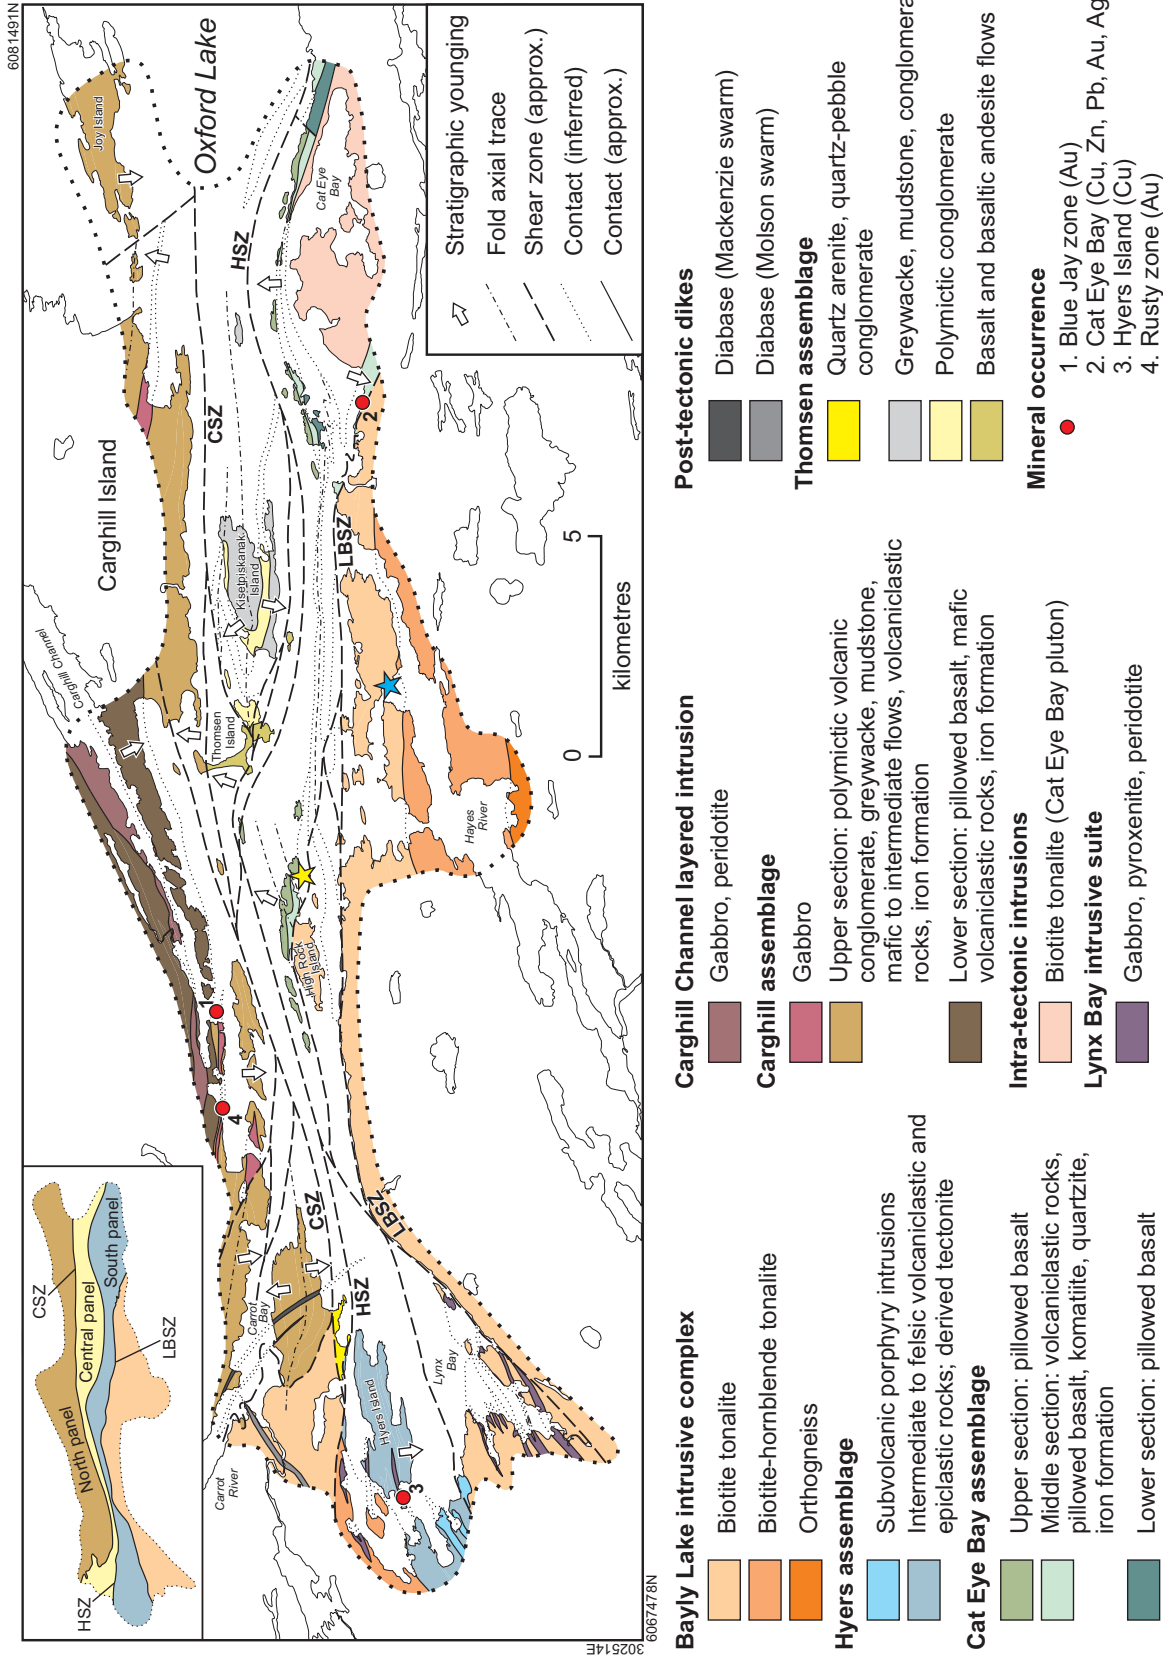 6081491N
6067478N
302514E
CSZ
North panel
Central panel
South panel
HSZ
LBSZ
Joy Island
Oxford Lake
Cat Eye
Bay
HSZ
CSZ
Carghill Island
Carghill Channel
Kisetpiskanak
Island
Thomsen
Island
LBSZ
Hayes
River
High Rock
Island
1
2
3
4
CSZ
LBSZ
HSZ
Carrot
Bay
Carrot
River
Hyers Island
Lynx
Bay
0 5
kilometres
Stratigraphic younging
Fold axial trace
Shear zone (approx.)
Contact (inferred)
Contact (approx.)
Bayly Lake intrusive complex
Biotite tonalite
Biotite-hornblende tonalite
Orthogneiss
Hyers assemblage
Subvolcanic porphyry intrusions
Intermediate to felsic volcaniclastic and
epiclastic rocks; derived tectonite
Cat Eye Bay assemblage
Upper section: pillowed basalt
Middle section: volcaniclastic rocks,
pillowed basalt, komatiite, quartzite,
iron formation
Lower section: pillowed basalt
Carghill Channel layered intrusion
Gabbro, peridotite
Carghill assemblage
Gabbro
Upper section: polymictic volcanic
conglomerate, greywacke, mudstone,
mafic to intermediate flows, volcaniclastic
rocks, iron formation
Lower section: pillowed basalt, mafic
volcaniclastic rocks, iron formation
Intra-tectonic intrusions
Biotite tonalite (Cat Eye Bay pluton)
Lynx Bay intrusive suite
Gabbro, pyroxenite, peridotite
Post-tectonic dikes
Diabase (Mackenzie swarm)
Diabase (Molson swarm)
Thomsen assemblage
Quartz arenite, quartz-pebble
conglomerate
Greywacke, mudstone, conglomera
Polymictic conglomerate
Basalt and basaltic andesite flows
Mineral occurrence
1. Blue Jay zone (Au)
2. Cat Eye Bay (Cu, Zn, Pb, Au, Ag
3. Hyers Island (Cu)
4. Rusty zone (Au)